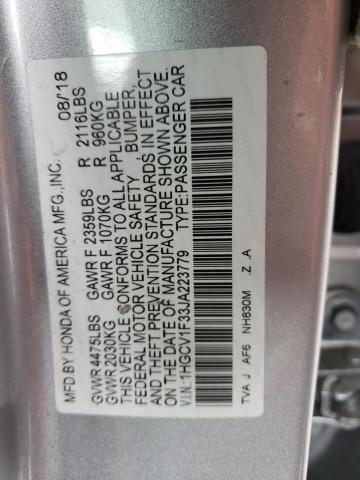 MFD.BY HONDA OF AMERICA MFG.,INC. 08/'18
GVWR 4475LBS GAWR F 2359LBS R 2116LBS
GVWR 2030KG GAWR F 1070KG R 960KG
THIS VEHICLE CONFORMS TO ALL APPLICABLE
FEDERAL MOTOR VEHICLE SAFETY, BUMPER,
AND THEFT PREVENTION STANDARDS IN EFFECT
ON THE DATE OF MANUFACTURE SHOWN ABOVE.
V.I.N.:1HGCV1F33JA223779 TYPE:PASSENGER CAR
TVA J AF6 NH830M .Z .A